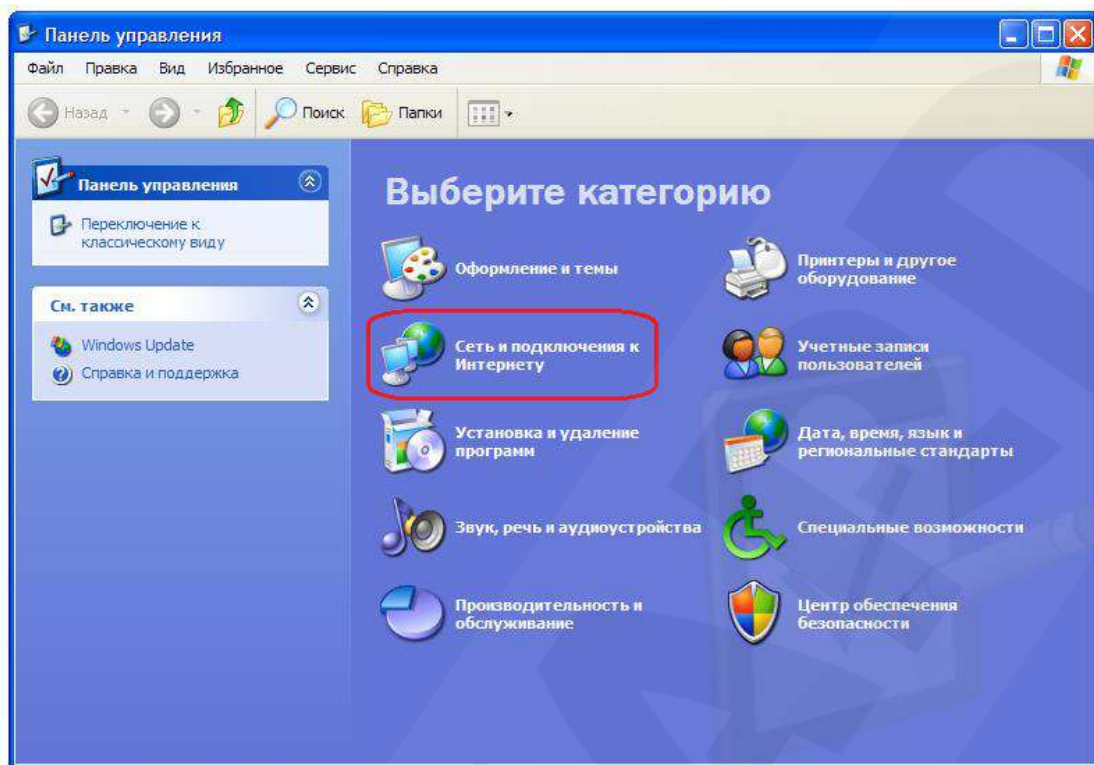 Панель управления
Файл Правка Вид Избранное Сервис Справка
Назад Поиск Папки
Панель управления
Переключение к
классическому виду
См. также
Windows Update
Справка и поддержка
Выберите категорию
Оформление и темы
Принтеры и другое
оборудование
Сеть и подключения к
Интернету
Учетные записи
пользователей
Установка и удаление
программ
Дата, время, язык и
региональные стандарты
Звук, речь и аудиоустройства
Специальные возможности
Производительность и
обслуживание
Центр обеспечения
безопасности